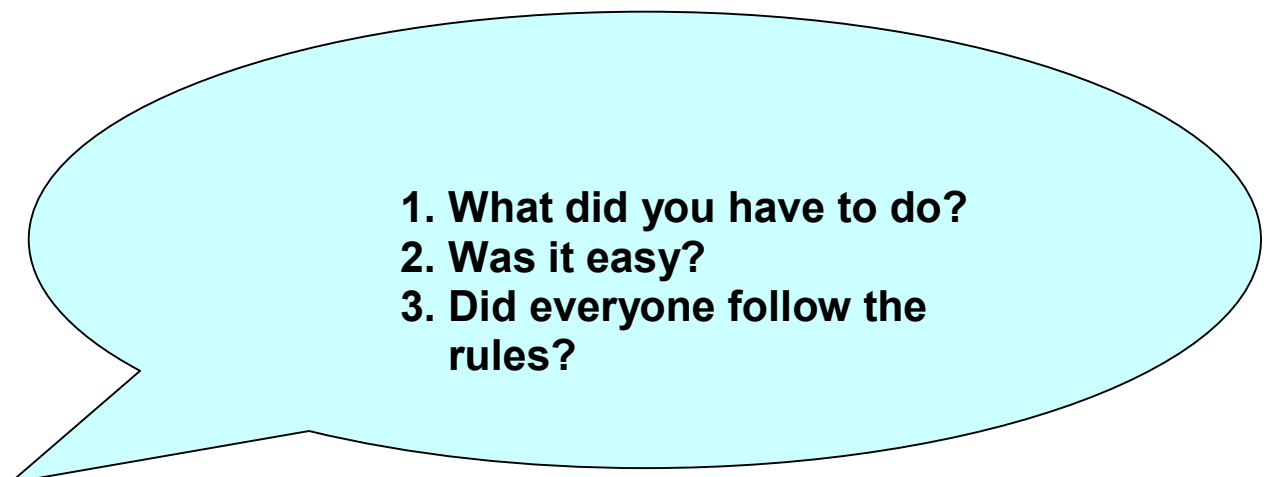 1. What did you have to do?
2. Was it easy?
3. Did everyone follow the
rules?